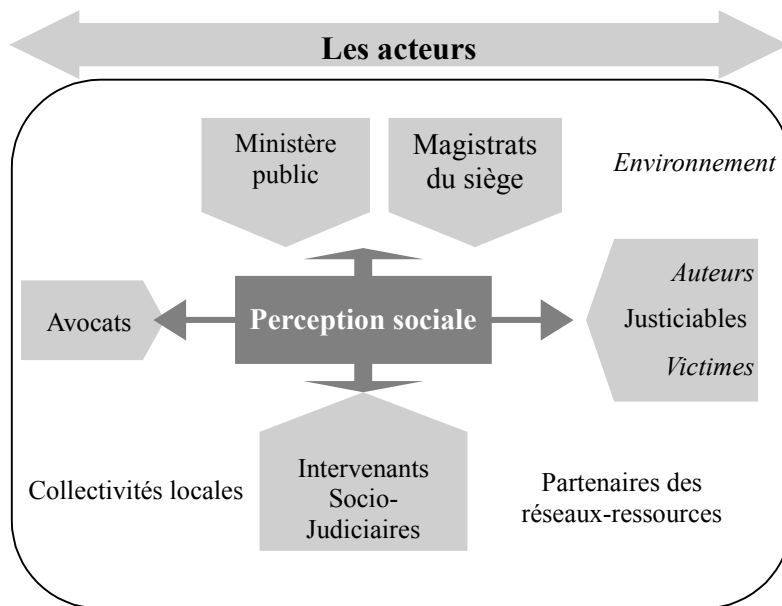 Les acteurs
Ministère
public
Magistrats
du siège
Environnement
Avocats
Perception sociale
Auteurs
Justiciables
Victimes
Collectivités locales
Intervenants
Socio-
Judiciaires
Partenaires des
réseaux-ressources